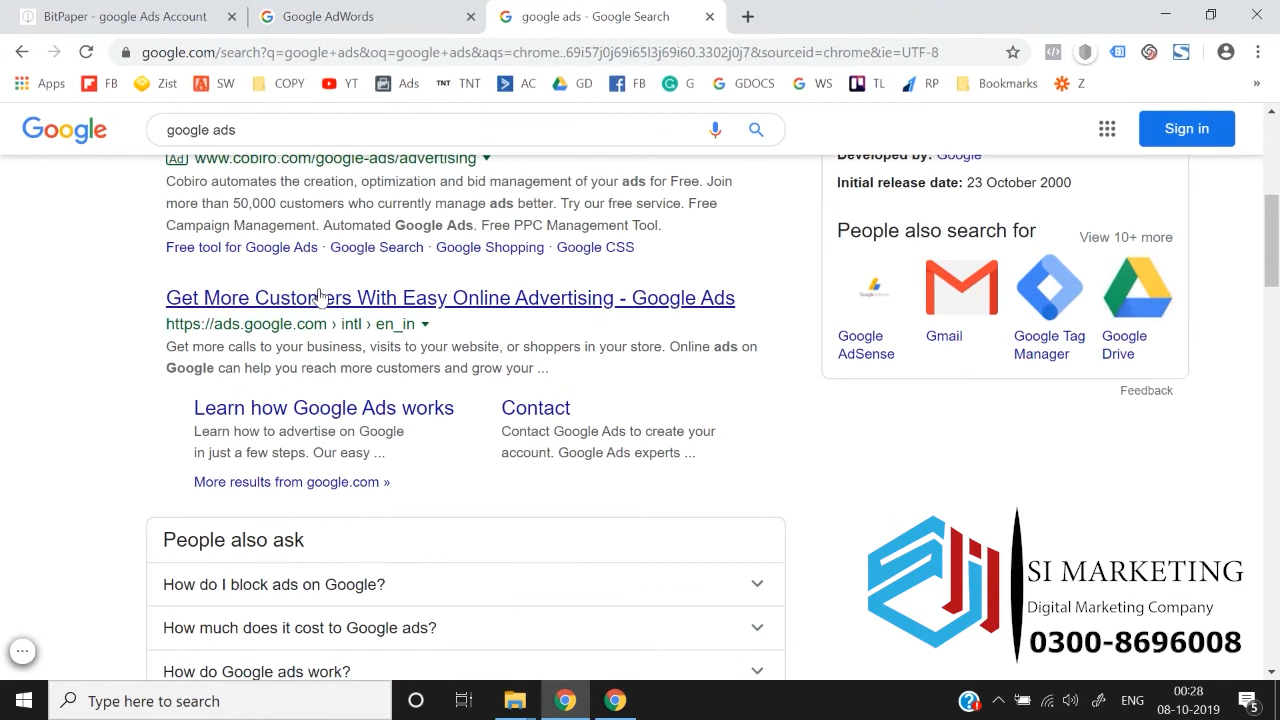 BitPaper - google Ads Account
Google AdWords
google ads - Google Search
google.com/search?q=google+ads&oq=google+ads&aqs=chrome..69i57j0j69i65l3j69i60.3302j0j7&sourceid=chrome&ie=UTF-8
Apps FB Zist SW COPY YT Ads TNT TNT AC GD FB G GDOCS WS TL RP Bookmarks Z »
Google
google ads
Sign in
Ad www.cobiro.com/google-ads/advertising
Cobiro automates the creation, optimization and bid management of your ads for Free. Join
more than 50,000 customers who currently manage ads better. Try our free service. Free
Campaign Management. Automated Google Ads. Free PPC Management Tool.
Free tool for Google Ads · Google Search · Google Shopping · Google CSS
Get More Customers With Easy Online Advertising - Google Ads
https://ads.google.com › intl › en_in
Get more calls to your business, visits to your website, or shoppers in your store. Online ads on
Google can help you reach more customers and grow your ...
Learn how Google Ads works
Learn how to advertise on Google
in just a few steps. Our easy ...
Contact
Contact Google Ads to create your
account. Google Ads experts ...
More results from google.com »
People also ask
How do I block ads on Google?
How much does it cost to Google ads?
How do Google ads work?
Developed by: Google
Initial release date: 23 October 2000
People also search for
View 10+ more
Google
AdSense
Gmail
Google Tag
Manager
Google
Drive
Feedback
SI MARKETING
Digital Marketing Company
0300-8696008
Type here to search
ENG
00:28
08-10-2019
5